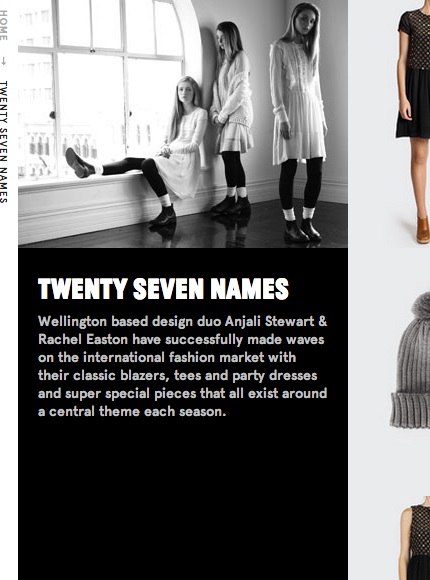 HOME → TWENTY SEVEN NAMES
TWENTY SEVEN NAMES
Wellington based design duo Anjali Stewart &
Rachel Easton have successfully made waves
on the international fashion market with
their classic blazers, tees and party dresses
and super special pieces that all exist around
a central theme each season.